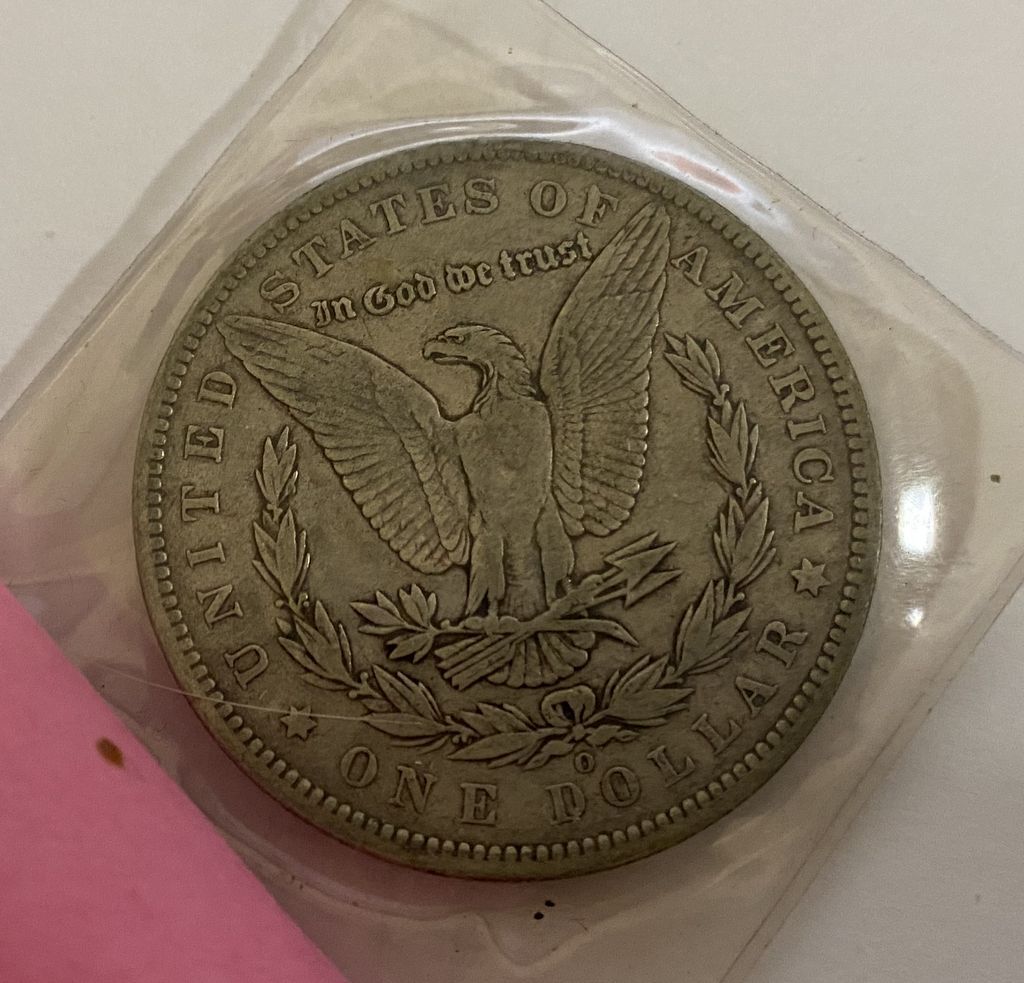 UNITED STATES OF AMERICA
In God we trust
O
ONE DOLLAR